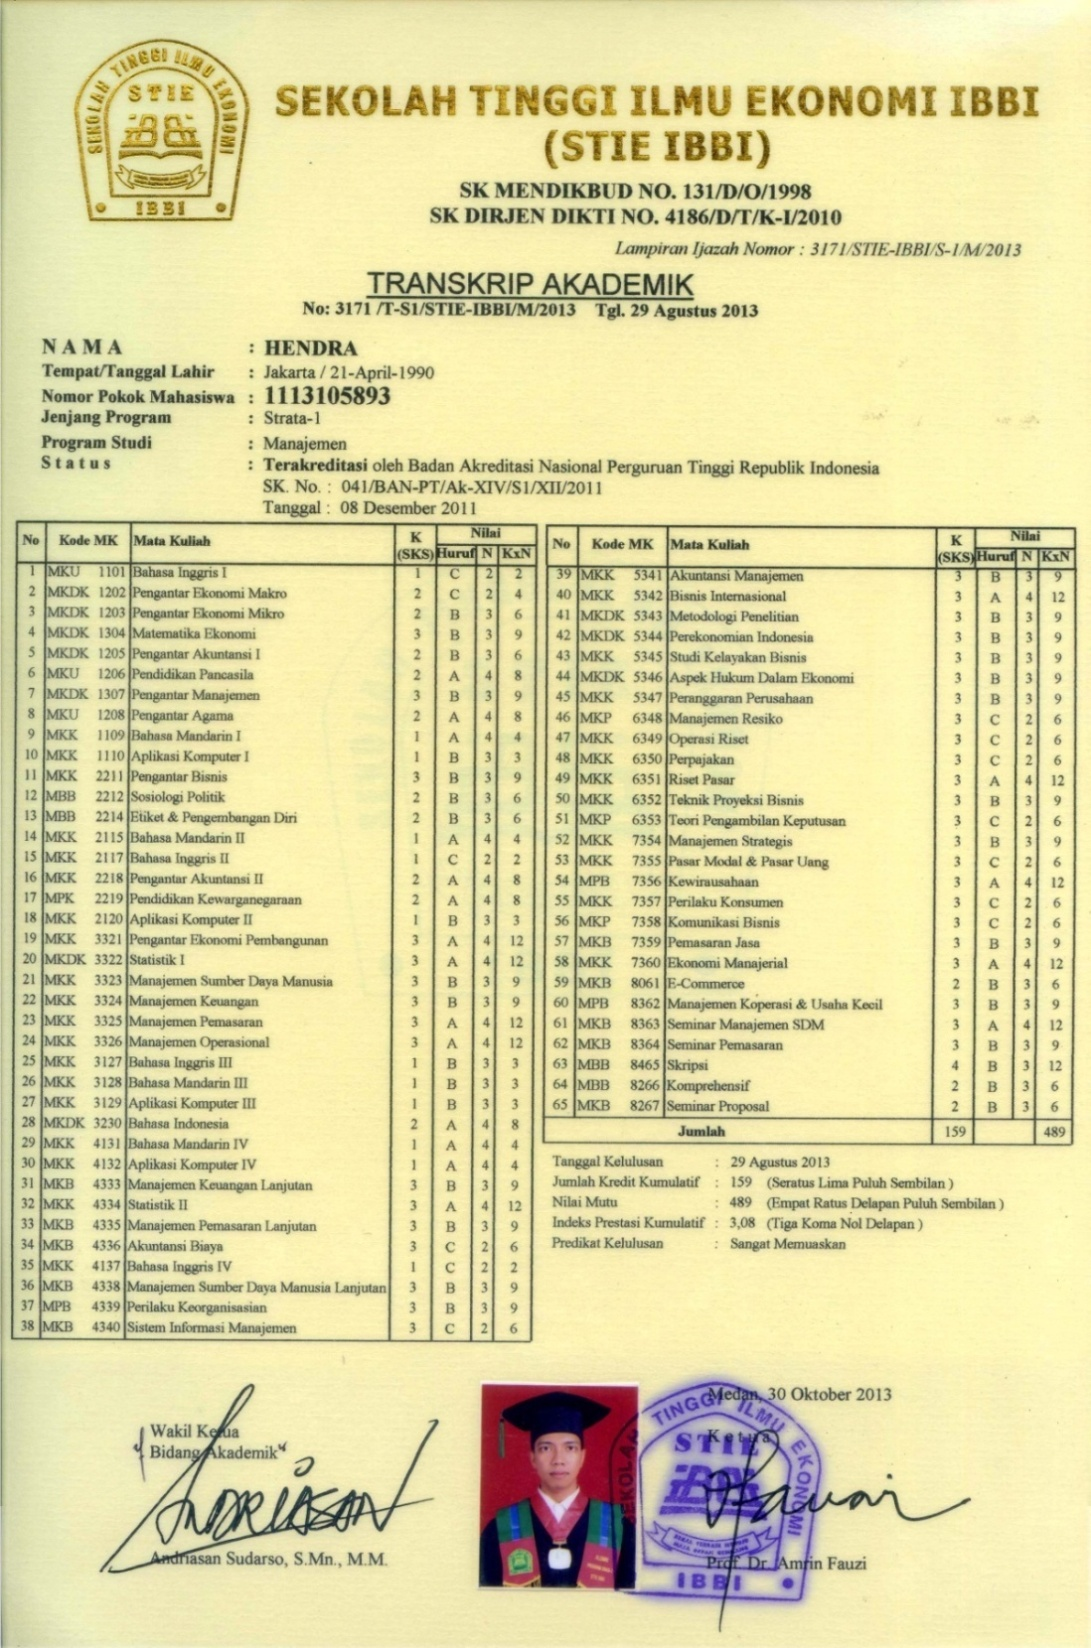 SEKOLAH TINGGI ILMU EKONOMI
STIE
IBBI
IBBI
SEKOLAH TINGGI ILMU EKONOMI IBBI
(STIE IBBI)
SK MENDIKBUD NO. 131/D/O/1998
SK DIRJEN DIKTI NO. 4186/D/T/K-I/2010
Lampiran Ijazah Nomor : 3171/STIE-IBBI/S-1/M/2013
TRANSKRIP AKADEMIK
No: 3171 /T-S1/STIE-IBBI/M/2013 Tgl. 29 Agustus 2013
N A M A : HENDRA
Tempat/Tanggal Lahir : Jakarta / 21-April-1990
Nomor Pokok Mahasiswa : 1113105893
Jenjang Program : Strata-1
Program Studi : Manajemen
S t a t u s : Terakreditasi oleh Badan Akreditasi Nasional Perguruan Tinggi Republik Indonesia
SK. No. : 041/BAN-PT/Ak-XIV/S1/XII/2011
Tanggal : 08 Desember 2011
No Kode MK Mata Kuliah K (SKS) Nilai Huruf N KxN
1 MKU 1101 Bahasa Inggris I 1 C 2 2
2 MKDK 1202 Pengantar Ekonomi Makro 2 C 2 4
3 MKDK 1203 Pengantar Ekonomi Mikro 2 B 3 6
4 MKDK 1304 Matematika Ekonomi 3 B 3 9
5 MKDK 1205 Pengantar Akuntansi I 2 B 3 6
6 MKU 1206 Pendidikan Pancasila 2 A 4 8
7 MKDK 1307 Pengantar Manajemen 3 B 3 9
8 MKU 1208 Pengantar Agama 2 A 4 8
9 MKK 1109 Bahasa Mandarin I 1 A 4 4
10 MKK 1110 Aplikasi Komputer I 1 B 3 3
11 MKK 2211 Pengantar Bisnis 3 B 3 9
12 MBB 2212 Sosiologi Politik 2 B 3 6
13 MBB 2214 Etiket & Pengembangan Diri 2 B 3 6
14 MKK 2115 Bahasa Mandarin II 1 A 4 4
15 MKK 2117 Bahasa Inggris II 1 C 2 2
16 MKK 2218 Pengantar Akuntansi II 2 A 4 8
17 MPK 2219 Pendidikan Kewarganegaraan 2 A 4 8
18 MKK 2120 Aplikasi Komputer II 1 B 3 3
19 MKK 3321 Pengantar Ekonomi Pembangunan 3 A 4 12
20 MKDK 3322 Statistik I 3 A 4 12
21 MKK 3323 Manajemen Sumber Daya Manusia 3 B 3 9
22 MKK 3324 Manajemen Keuangan 3 B 3 9
23 MKK 3325 Manajemen Pemasaran 3 A 4 12
24 MKK 3326 Manajemen Operasional 3 A 4 12
25 MKK 3127 Bahasa Inggris III 1 B 3 3
26 MKK 3128 Bahasa Mandarin III 1 B 3 3
27 MKK 3129 Aplikasi Komputer III 1 B 3 3
28 MKDK 3230 Bahasa Indonesia 2 A 4 8
29 MKK 4131 Bahasa Mandarin IV 1 A 4 4
30 MKK 4132 Aplikasi Komputer IV 1 A 4 4
31 MKB 4333 Manajemen Keuangan Lanjutan 3 B 3 9
32 MKK 4334 Statistik II 3 A 4 12
33 MKB 4335 Manajemen Pemasaran Lanjutan 3 B 3 9
34 MKB 4336 Akuntansi Biaya 3 C 2 6
35 MKK 4137 Bahasa Inggris IV 1 C 2 2
36 MKB 4338 Manajemen Sumber Daya Manusia Lanjutan 3 B 3 9
37 MPB 4339 Perilaku Keorganisasian 3 B 3 9
38 MKB 4340 Sistem Informasi Manajemen 3 C 2 6
No Kode MK Mata Kuliah K (SKS) Nilai Huruf N KxN
39 MKK 5341 Akuntansi Manajemen 3 B 3 9
40 MKK 5342 Bisnis Internasional 3 A 4 12
41 MKDK 5343 Metodologi Penelitian 3 B 3 9
42 MKDK 5344 Perekonomian Indonesia 3 B 3 9
43 MKK 5345 Studi Kelayakan Bisnis 3 B 3 9
44 MKDK 5346 Aspek Hukum Dalam Ekonomi 3 B 3 9
45 MKK 5347 Peranggaran Perusahaan 3 B 3 9
46 MKP 6348 Manajemen Resiko 3 C 2 6
47 MKK 6349 Operasi Riset 3 C 2 6
48 MKK 6350 Perpajakan 3 C 2 6
49 MKK 6351 Riset Pasar 3 A 4 12
50 MKK 6352 Teknik Proyeksi Bisnis 3 B 3 9
51 MKP 6353 Teori Pengambilan Keputusan 3 C 2 6
52 MKK 7354 Manajemen Strategis 3 B 3 9
53 MKK 7355 Pasar Modal & Pasar Uang 3 C 2 6
54 MPB 7356 Kewirausahaan 3 A 4 12
55 MKK 7357 Perilaku Konsumen 3 C 2 6
56 MKP 7358 Komunikasi Bisnis 3 C 2 6
57 MKB 7359 Pemasaran Jasa 3 B 3 9
58 MKK 7360 Ekonomi Manajerial 3 A 4 12
59 MKB 8061 E-Commerce 2 B 3 6
60 MPB 8362 Manajemen Koperasi & Usaha Kecil 3 B 3 9
61 MKB 8363 Seminar Manajemen SDM 3 A 4 12
62 MKB 8364 Seminar Pemasaran 3 B 3 9
63 MBB 8465 Skripsi 4 B 3 12
64 MBB 8266 Komprehensif 2 B 3 6
65 MKB 8267 Seminar Proposal 2 B 3 6
Jumlah 159 489
Tanggal Kelulusan : 29 Agustus 2013
Jumlah Kredit Kumulatif : 159 (Seratus Lima Puluh Sembilan )
Nilai Mutu : 489 (Empat Ratus Delapan Puluh Sembilan )
Indeks Prestasi Kumulatif : 3,08 (Tiga Koma Nol Delapan )
Predikat Kelulusan : Sangat Memuaskan
Wakil Ketua
Bidang Akademik
ANDRIASAN
Andriasan Sudarso, S.Mn., M.M.
Medan, 30 Oktober 2013
K e t u a
SEKOLAH TINGGI ILMU EKONOMI
STIE
IBBI
Fauzi
Prof. Dr. Amrin Fauzi
IBBI